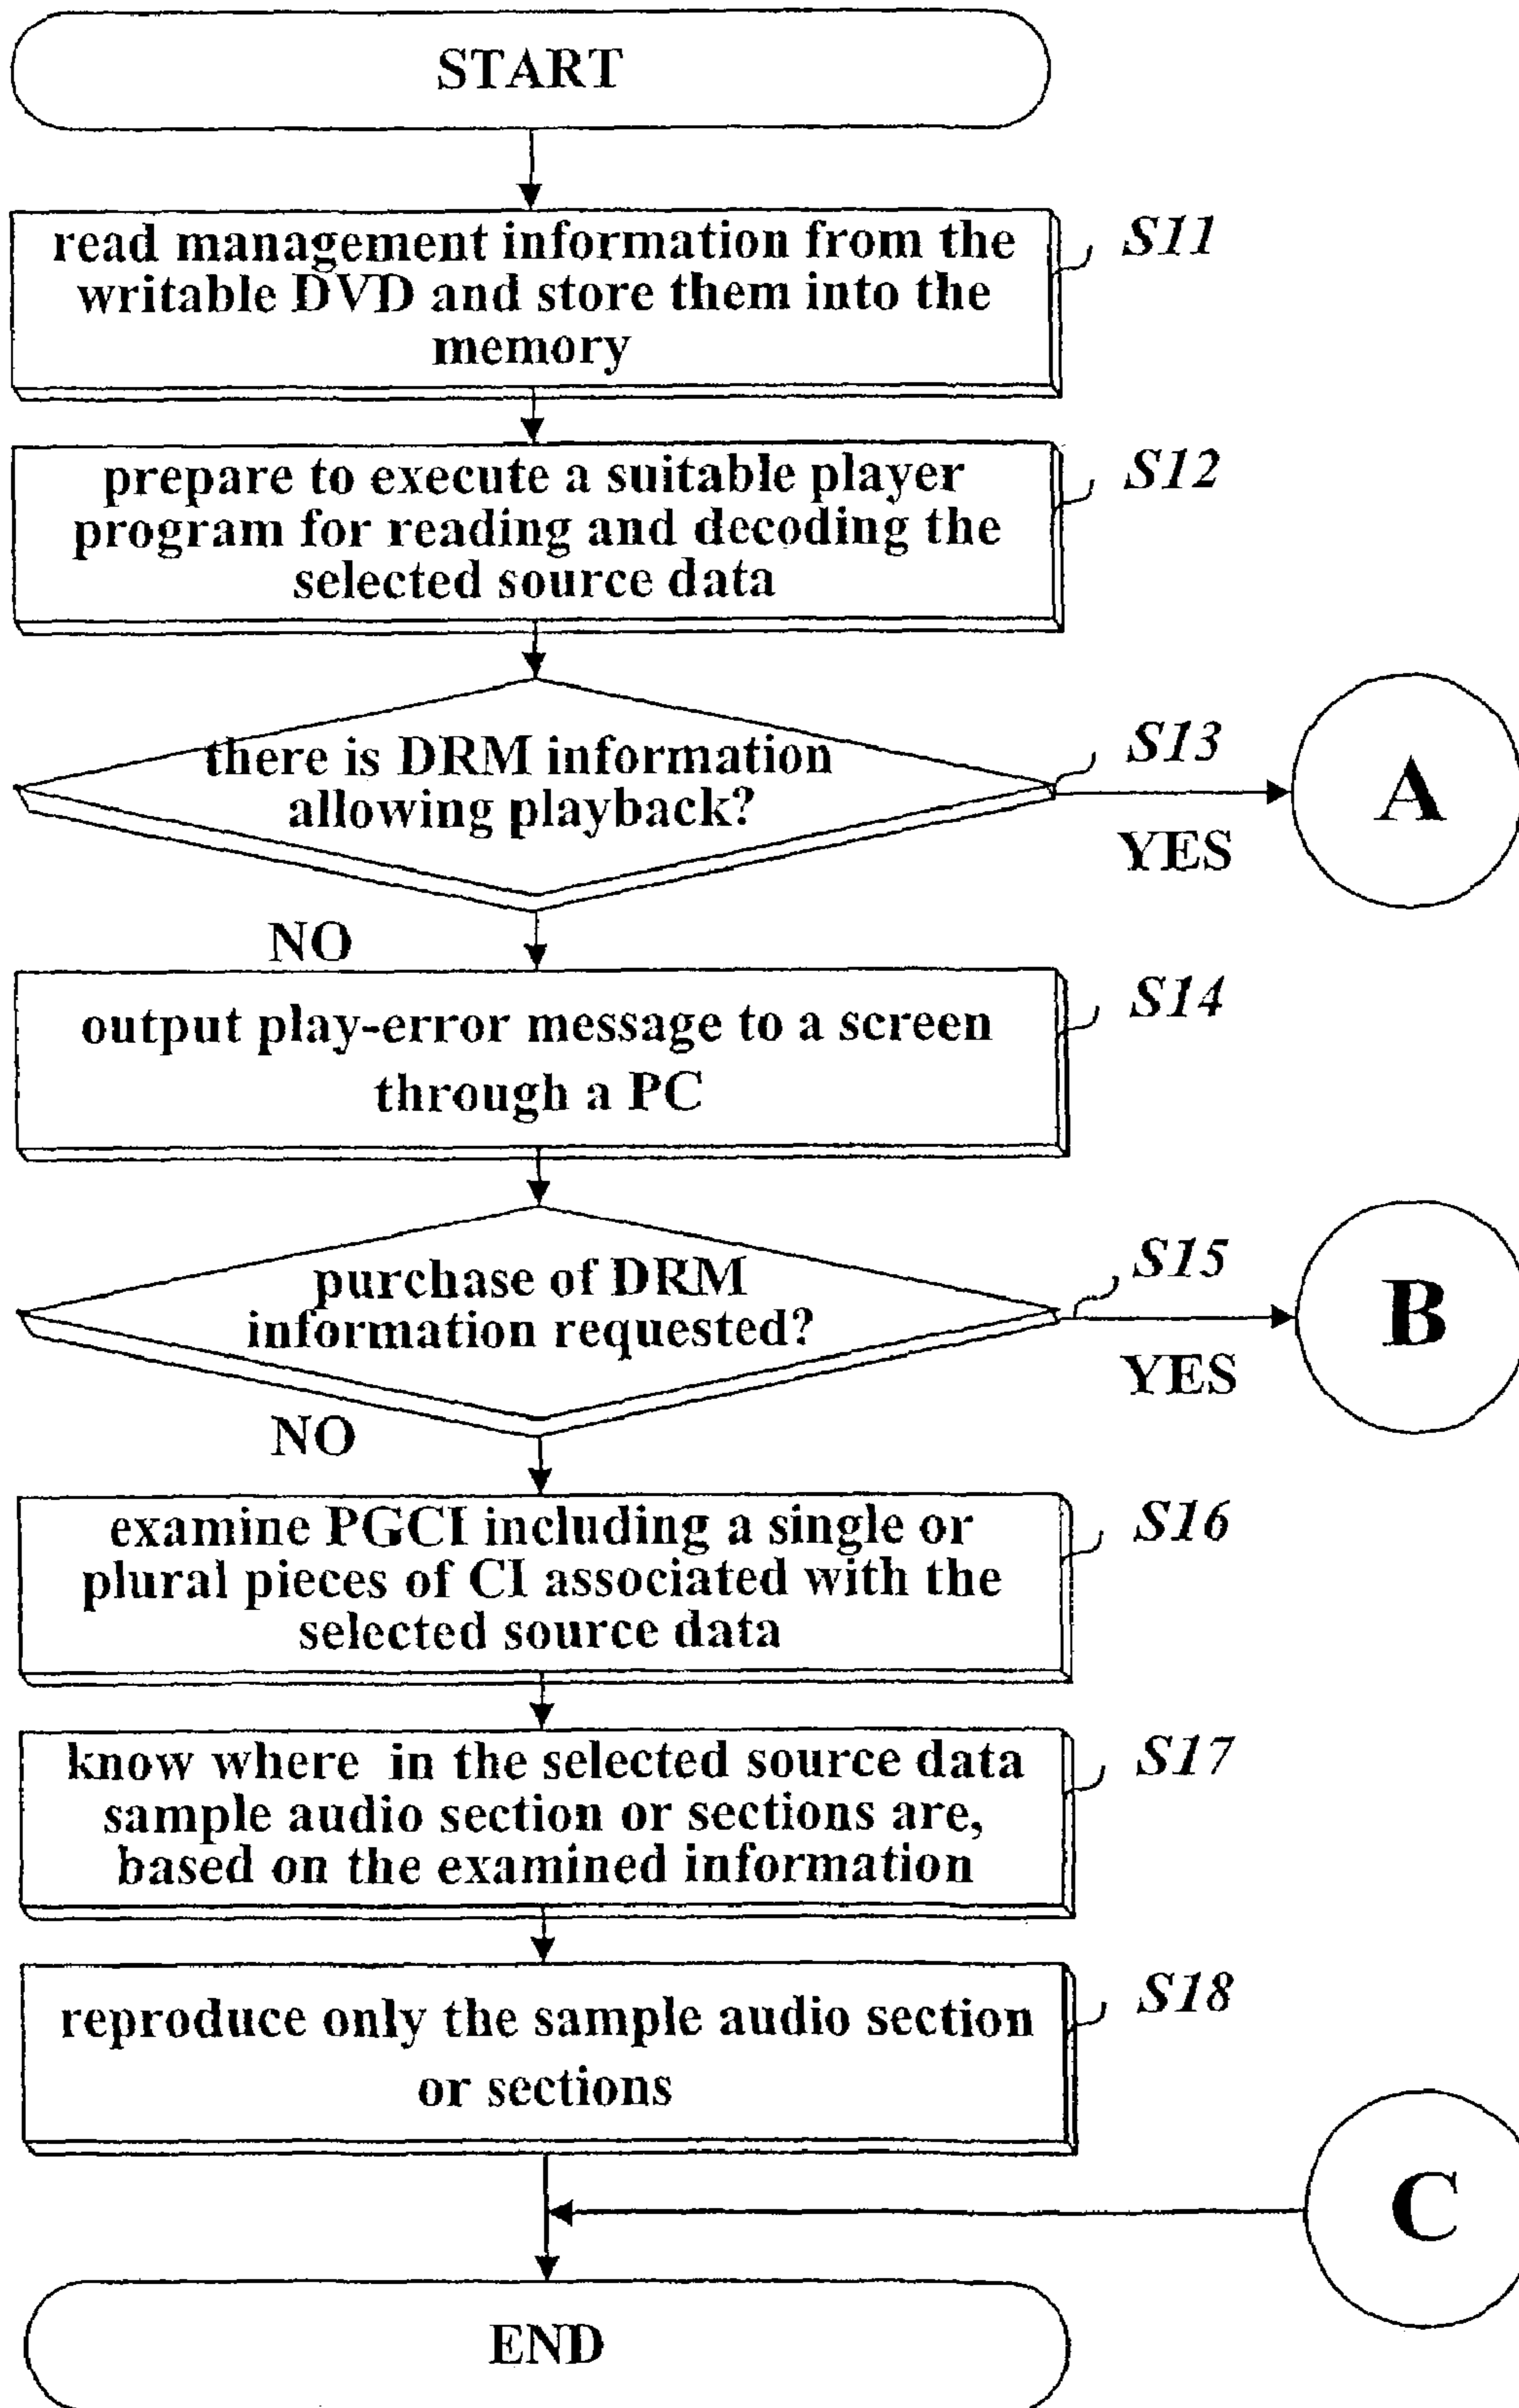 START
read management information from the
writable DVD and store them into the
memory
S11
prepare to execute a suitable player
program for reading and decoding the
selected source data
S12
there is DRM information
allowing playback?
S13
YES
A
NO
output play-error message to a screen
through a PC
S14
purchase of DRM
information requested?
S15
YES
B
NO
examine PGCI including a single or
plural pieces of CI associated with the
selected source data
S16
know where in the selected source data
sample audio section or sections are,
based on the examined information
S17
reproduce only the sample audio section
or sections
S18
C
END